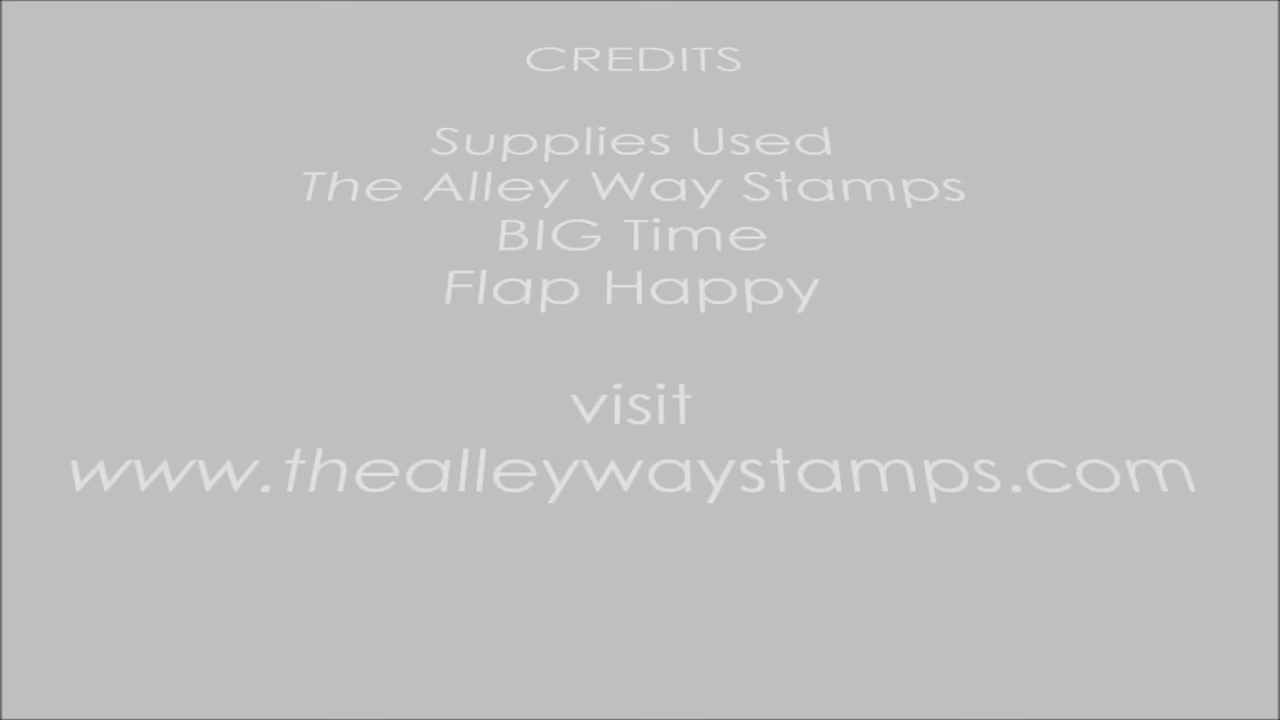 CREDITS
Supplies Used
The Alley Way Stamps
BIG Time
Flap Happy
visit
www.thealleywaystamps.com